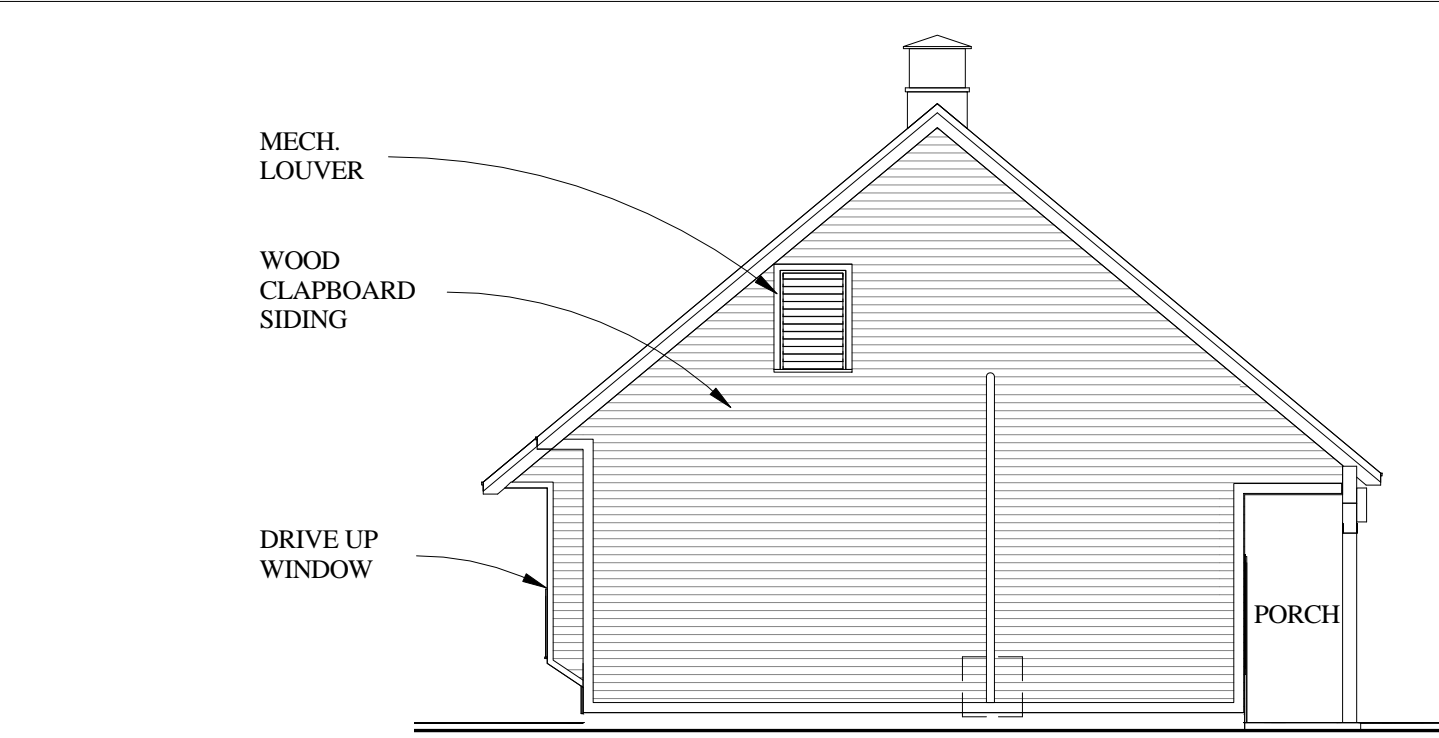 MECH.
LOUVER
WOOD
CLAPBOARD
SIDING
DRIVE UP
WINDOW
PORCH